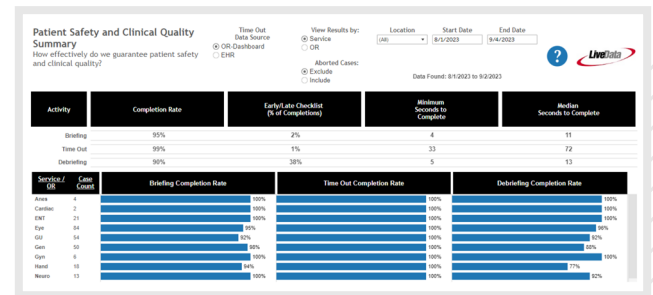 Patient Safety and Clinical Quality Summary
How effectively do we guarantee patient safety and clinical quality?
Time Out Data Source
OR-Dashboard
EHR
View Results by:
Service
OR
Aborted Cases:
Exclude
Include
Location
(All)
Start Date
8/1/2023
End Date
9/4/2023
Data Found: 8/1/2023 to 9/2/2023
?
LiveData
Activity Completion Rate Early/Late Checklist (% of Completions) Minimum Seconds to Complete Median Seconds to Complete
Briefing 95% 2% 4 11
Time Out 99% 1% 33 72
Debriefing 90% 38% 5 13
Service / OR Case Count Briefing Completion Rate Time Out Completion Rate Debriefing Completion Rate
Anes 4 100% 100% 100%
Cardiac 2 100% 100% 100%
ENT 21 100% 100% 100%
Eye 84 95% 100% 96%
GU 54 92% 100% 92%
Gen 50 98% 100% 88%
Gyn 6 100% 100% 100%
Hand 18 94% 100% 77%
Neuro 13 100% 100% 92%